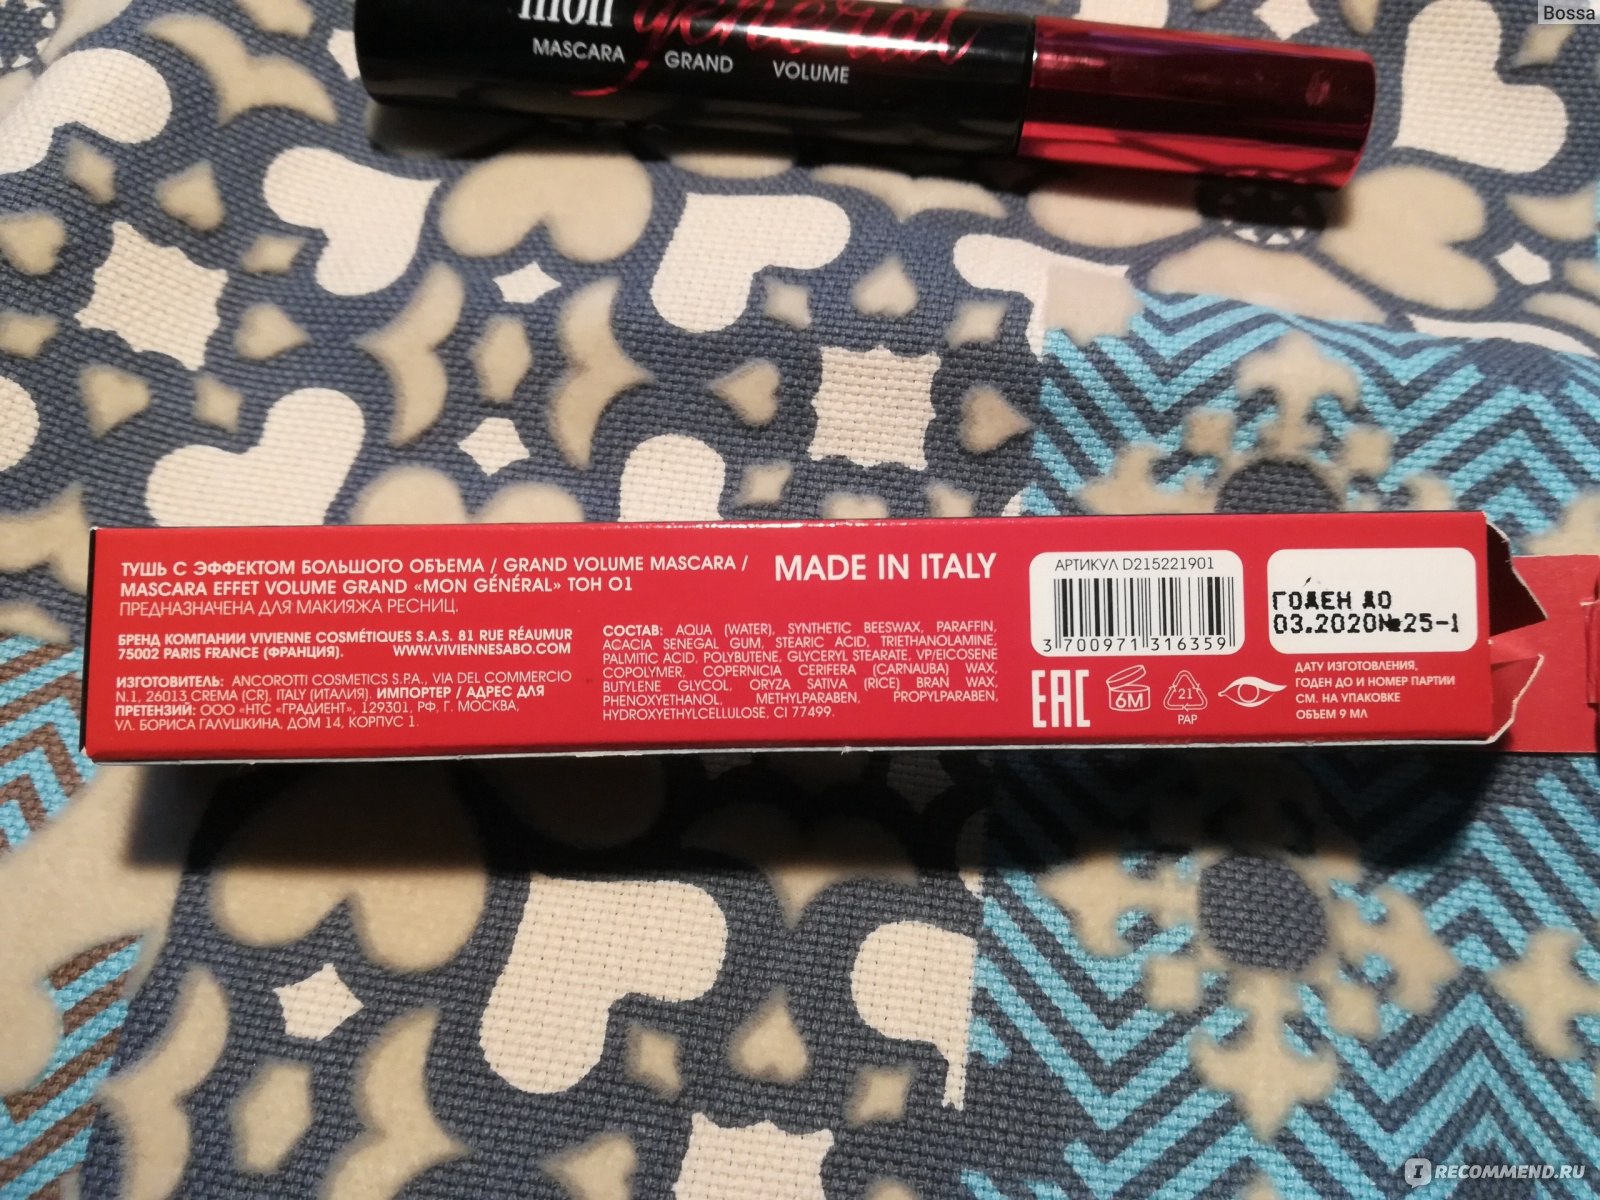 Bossa
mon général
MASCARA GRAND VOLUME
ТУШЬ С ЭФФЕКТОМ БОЛЬШОГО ОБЪЕМА / GRAND VOLUME MASCARA /
MASCARA EFFET VOLUME GRAND «MON GÉNÉRAL» ТОН 01
ПРЕДНАЗНАЧЕНА ДЛЯ МАКИЯЖА РЕСНИЦ.
БРЕНД КОМПАНИИ VIVIENNE COSMÉTIQUES S.A.S. 81 RUE RÉAUMUR
75002 PARIS FRANCE (ФРАНЦИЯ). WWW.VIVIENNESABO.COM
ИЗГОТОВИТЕЛЬ: ANCOROTTI COSMETICS S.P.A., VIA DEL COMMERCIO
N.1, 26013 CREMA (CR), ITALY (ИТАЛИЯ). ИМПОРТЕР / АДРЕС ДЛЯ
ПРЕТЕНЗИЙ: ООО «НТС «ГРАДИЕНТ», 129301, РФ, Г. МОСКВА,
УЛ. БОРИСА ГАЛУШКИНА, ДОМ 14, КОРПУС 1.
MADE IN ITALY
СОСТАВ: AQUA (WATER), SYNTHETIC BEESWAX, PARAFFIN,
ACACIA SENEGAL GUM, STEARIC ACID, TRIETHANOLAMINE,
PALMITIC ACID, POLYBUTENE, GLYCERYL STEARATE, VP/EICOSENE
COPOLYMER, COPERNICIA CERIFERA (CARNAUBA) WAX,
BUTYLENE GLYCOL, ORYZA SATIVA (RICE) BRAN WAX,
PHENOXYETHANOL, METHYLPARABEN, PROPYLPARABEN,
HYDROXYETHYLCELLULOSE, CI 77499.
АРТИКУЛ D215221901
3 700971 316359
EAC
6M
21
PAP
ГОДЕН ДО
03.2020№25-1
ДАТУ ИЗГОТОВЛЕНИЯ,
ГОДЕН ДО И НОМЕР ПАРТИИ
СМ. НА УПАКОВКЕ
ОБЪЕМ 9 МЛ
IRECOMMEND.RU